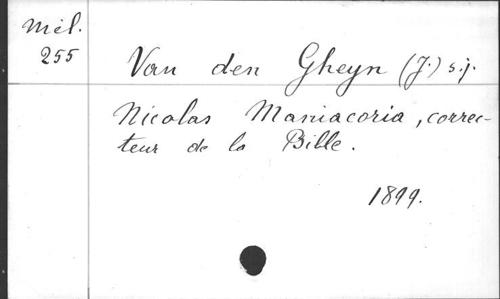 Mél.
255
Van den Gheyn (J.) s.j.
Nicolas Maniacoria, correc-
teur de la Bible.
1899.